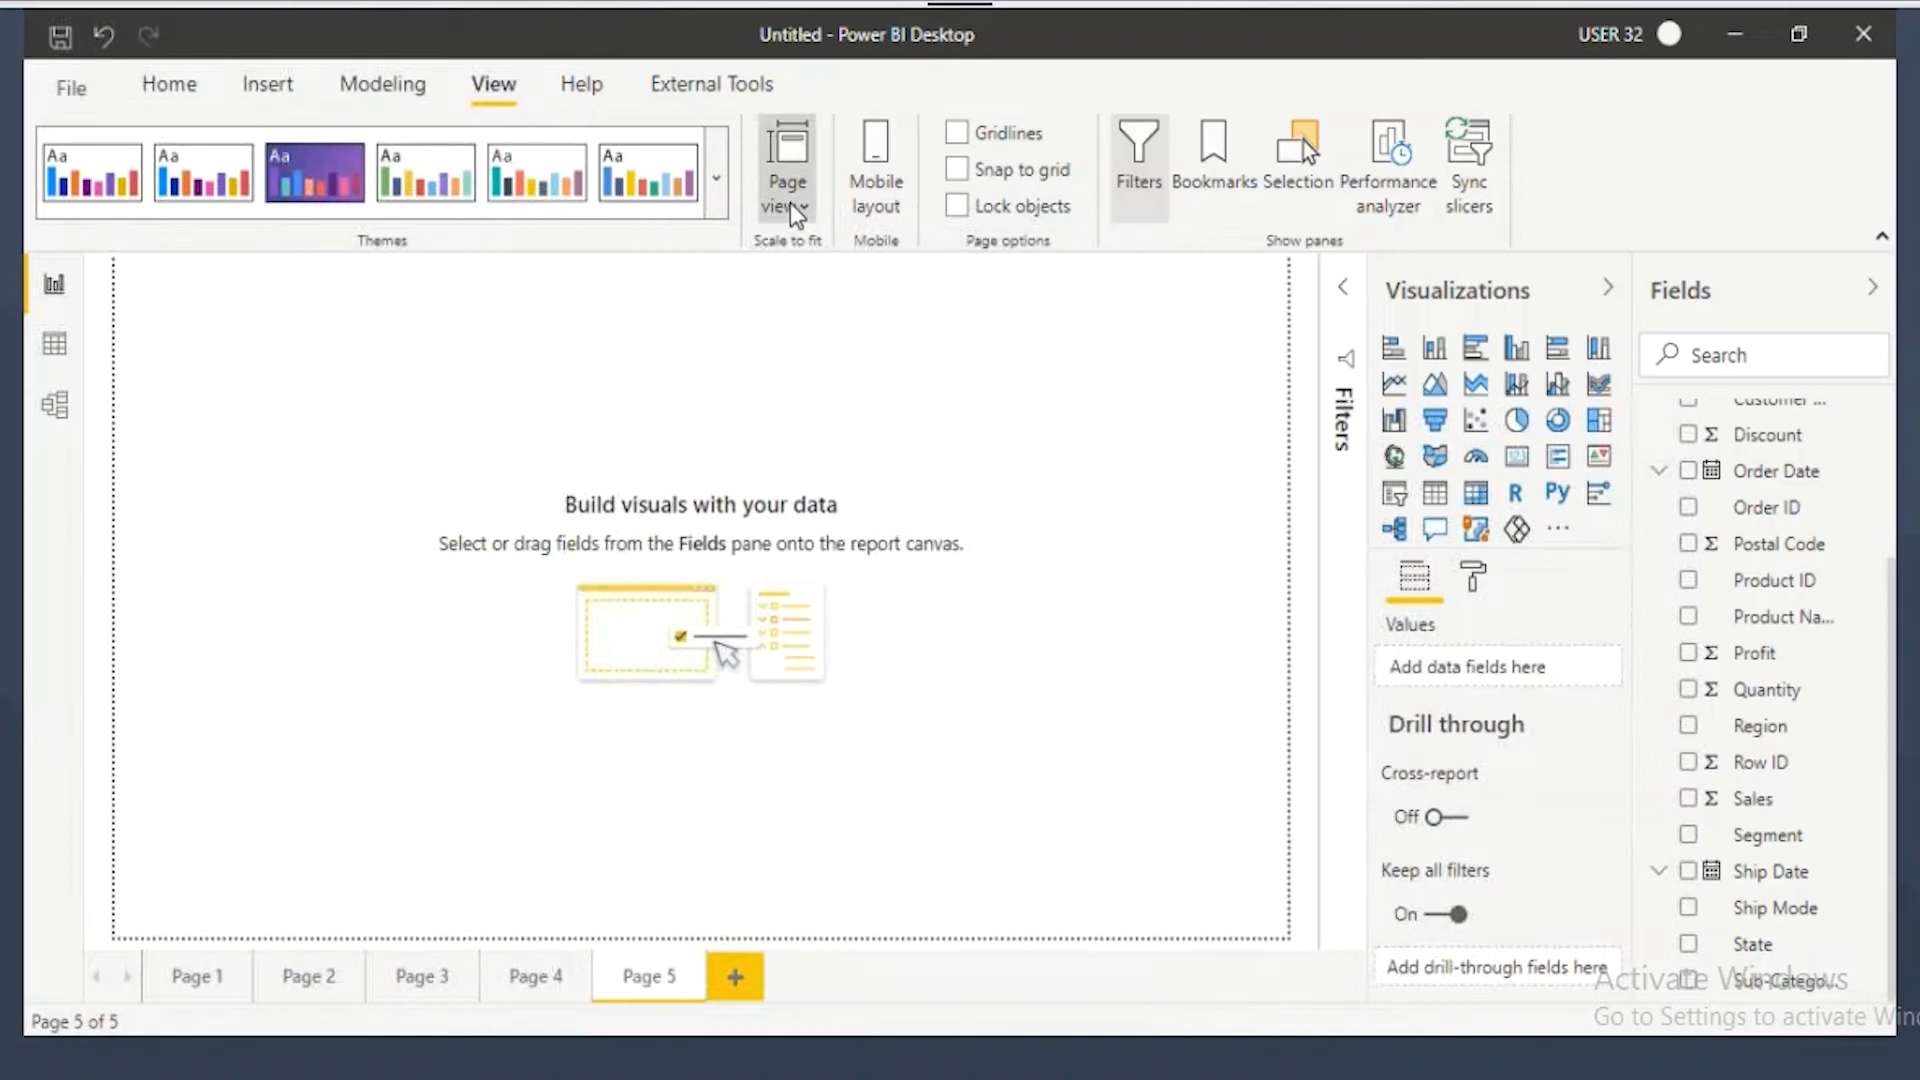 Untitled - Power BI Desktop
USER 32
File
Home
Insert
Modeling
View
Help
External Tools
Aa
Aa
Aa
Aa
Aa
Aa
Themes
Page
view
Scale to fit
Mobile
layout
Mobile
Gridlines
Snap to grid
Lock objects
Page options
Filters
Bookmarks
Selection
Performance
analyzer
Sync
slicers
Show panes
Build visuals with your data
Select or drag fields from the Fields pane onto the report canvas.
Filters
Visualizations
R
Py
...
Values
Add data fields here
Drill through
Cross-report
Off
Keep all filters
On
Add drill-through fields here
Fields
Search
Customer ...
Σ Discount
Order Date
Order ID
Σ Postal Code
Product ID
Product Na...
Σ Profit
Σ Quantity
Region
Σ Row ID
Σ Sales
Segment
Ship Date
Ship Mode
State
Sub-Catego...
Activate Windows
Go to Settings to activate Win
Page 1
Page 2
Page 3
Page 4
Page 5
+
Page 5 of 5